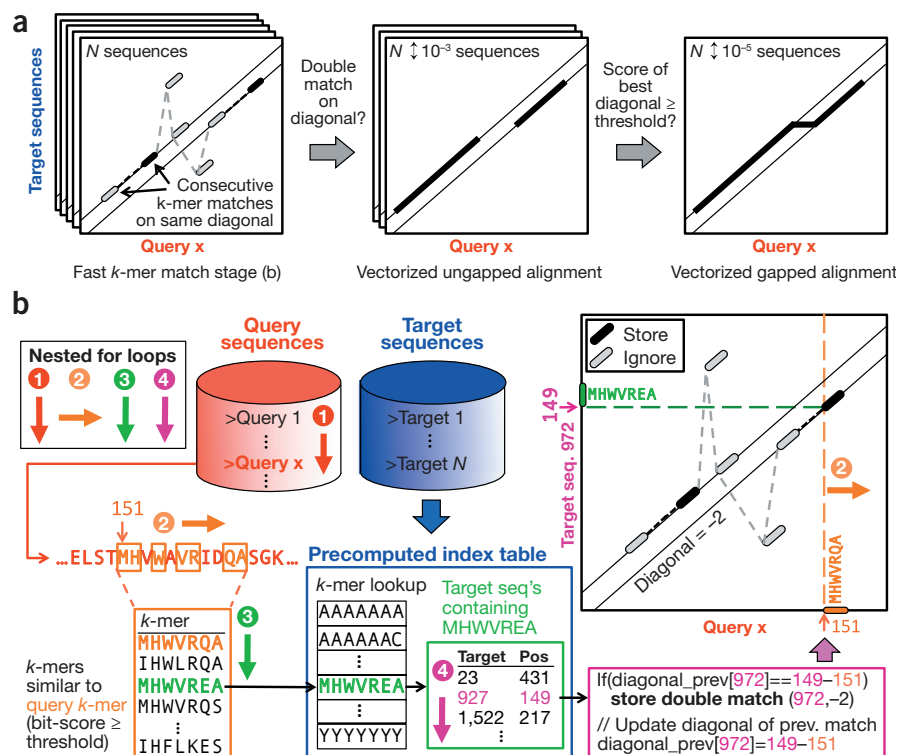 a
Target sequences
N sequences
Consecutive
k-mer matches
on same diagonal
Query x
Fast k-mer match stage (b)
Double
match
on
diagonal?
N ↕10⁻³ sequences
Query x
Vectorized ungapped alignment
Score of
best
diagonal ≥
threshold?
N ↕10⁻⁵ sequences
Query x
Vectorized gapped alignment
b
Nested for loops
1 2 3 4
Query
sequences
>Query 1
⋮
>Query x
⋮
1
Target
sequences
>Target 1
⋮
>Target N
151
2
…ELSTMHVWAVRIDQASGK…
k-mers
similar to
query k-mer
(bit-score ≥
threshold)
k-mer
MHWVRQA
IHWLRQA
MHWVREA
MHWVRQS
⋮
IHFLKES
3
Precomputed index table
k-mer lookup
AAAAAAA
AAAAAAC
⋮
MHWVREA
⋮
YYYYYYY
Target seq's
containing
MHWVREA
4
Target Pos
23 431
927 149
1,522 217
⋮
Store
Ignore
MHWVREA
149
Target seq. 972
Diagonal = –2
2
MHWVRQA
Query x
151
If(diagonal_prev[972]==149–151)
store double match (972,–2)
// Update diagonal of prev. match
diagonal_prev[972]=149–151